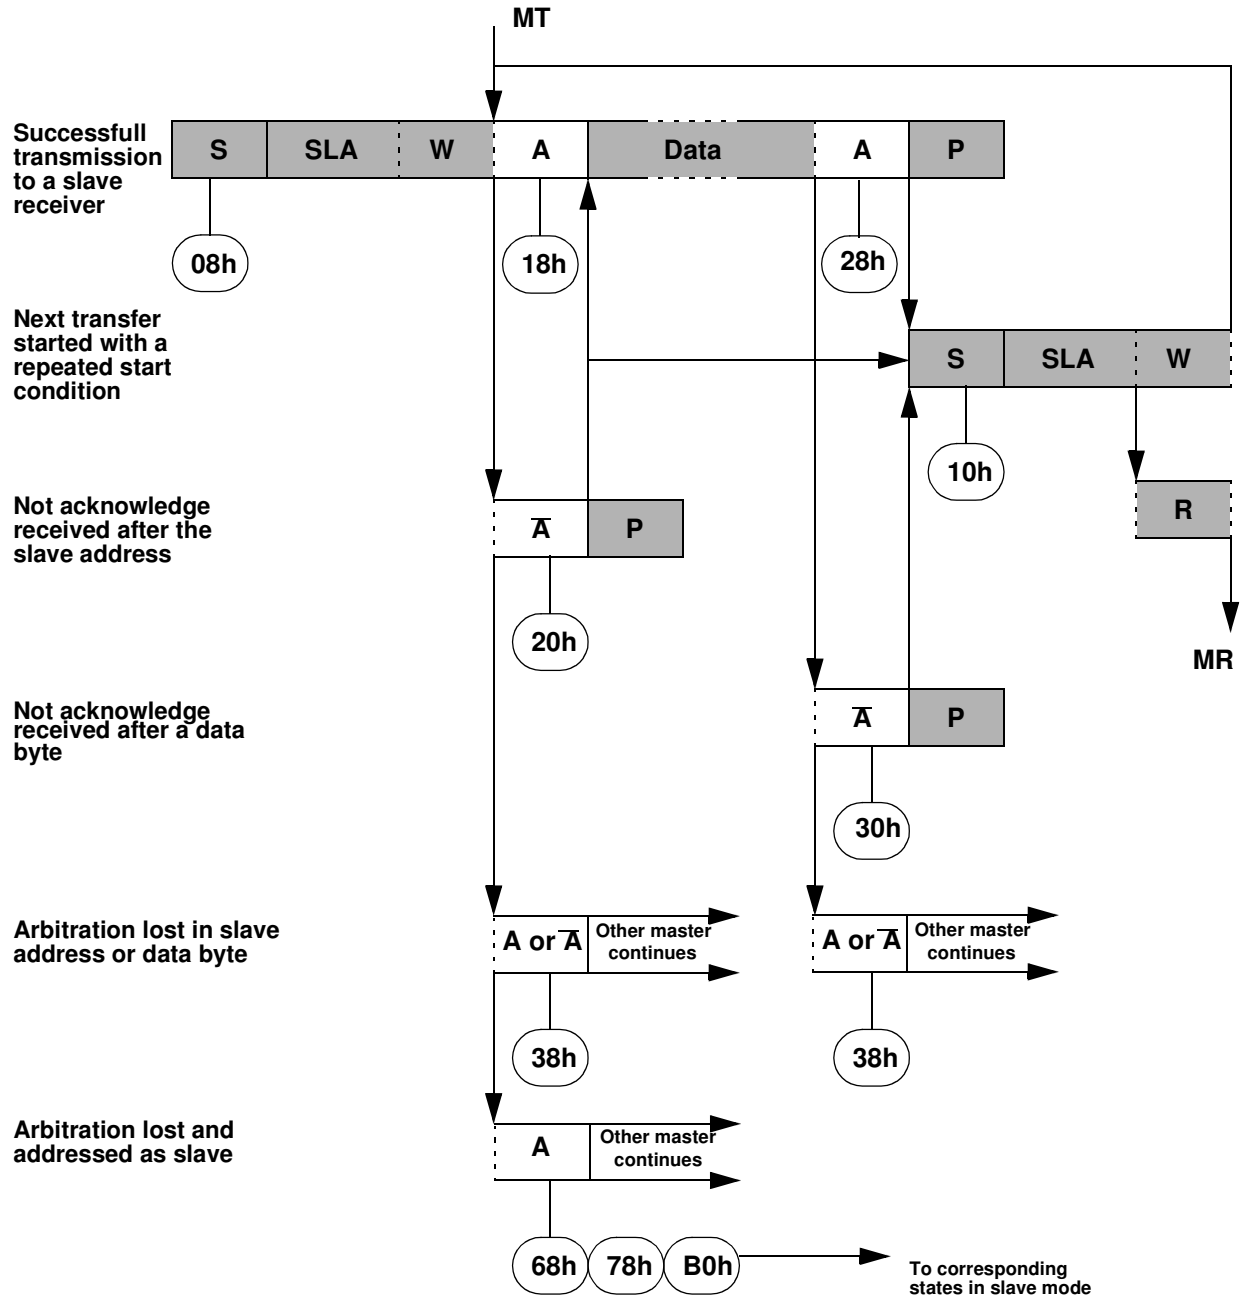 MT
Successfull
transmission
to a slave
receiver
S SLA W A Data A P
08h 18h 28h
Next transfer
started with a
repeated start
condition
S SLA W
10h
Not acknowledge
received after the
slave address
A̅ P
R
20h
MR
Not acknowledge
received after a data
byte
A̅ P
30h
Arbitration lost in slave
address or data byte
A or A̅
Other master
continues
A or A̅
Other master
continues
38h 38h
Arbitration lost and
addressed as slave
A
Other master
continues
68h 78h B0h
To corresponding
states in slave mode